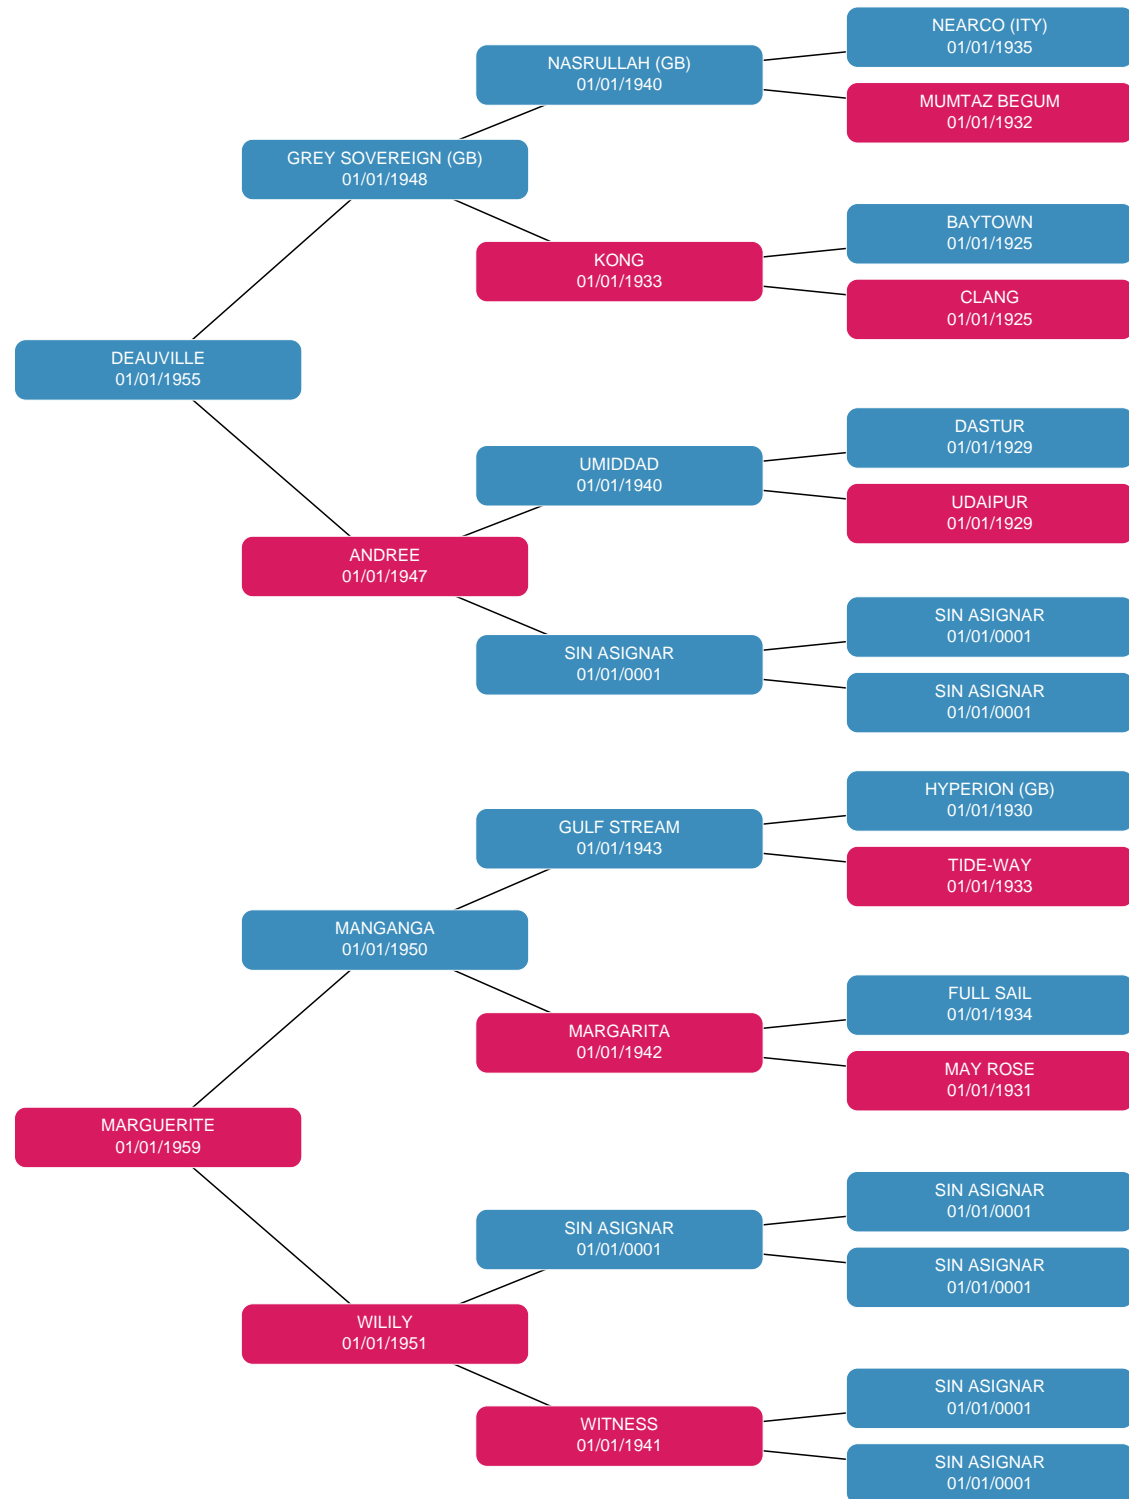 NEARCO (ITY)
01/01/1935
NASRULLAH (GB)
01/01/1940
MUMTAZ BEGUM
01/01/1932
GREY SOVEREIGN (GB)
01/01/1948
BAYTOWN
01/01/1925
KONG
01/01/1933
CLANG
01/01/1925
DEAUVILLE
01/01/1955
DASTUR
01/01/1929
UMIDDAD
01/01/1940
UDAIPUR
01/01/1929
ANDREE
01/01/1947
SIN ASIGNAR
01/01/0001
SIN ASIGNAR
01/01/0001
SIN ASIGNAR
01/01/0001
HYPERION (GB)
01/01/1930
GULF STREAM
01/01/1943
TIDE-WAY
01/01/1933
MANGANGA
01/01/1950
FULL SAIL
01/01/1934
MARGARITA
01/01/1942
MAY ROSE
01/01/1931
MARGUERITE
01/01/1959
SIN ASIGNAR
01/01/0001
SIN ASIGNAR
01/01/0001
SIN ASIGNAR
01/01/0001
WILILY
01/01/1951
SIN ASIGNAR
01/01/0001
WITNESS
01/01/1941
SIN ASIGNAR
01/01/0001